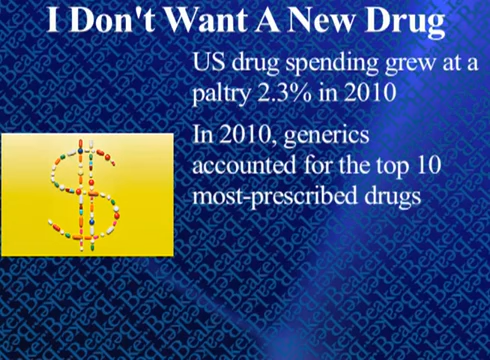 I Don't Want A New Drug
US drug spending grew at a
paltry 2.3% in 2010
In 2010, generics
accounted for the top 10
most-prescribed drugs